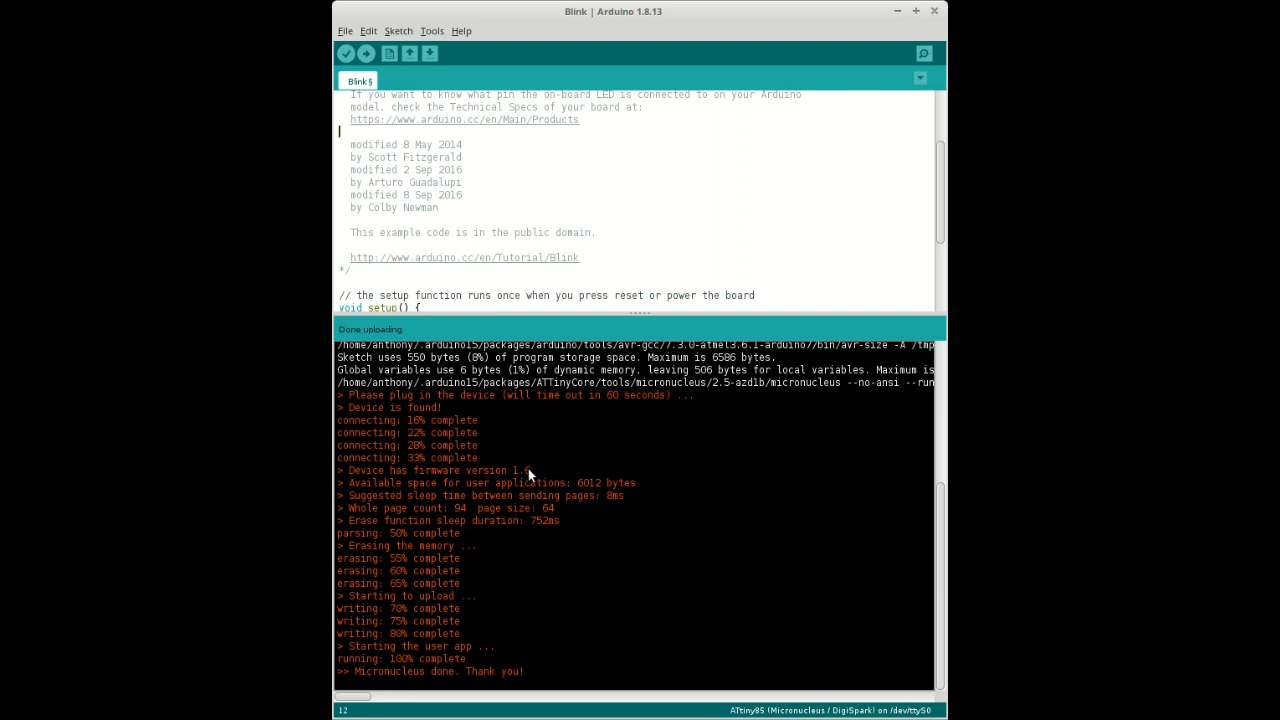 Blink | Arduino 1.8.13
File Edit Sketch Tools Help
Blink §
If you want to know what pin the on-board LED is connected to on your Arduino
model, check the Technical Specs of your board at:
https://www.arduino.cc/en/Main/Products
modified 8 May 2014
by Scott Fitzgerald
modified 2 Sep 2016
by Arturo Guadalupi
modified 8 Sep 2016
by Colby Newman
This example code is in the public domain.
http://www.arduino.cc/en/Tutorial/Blink
*/
// the setup function runs once when you press reset or power the board
void setup() {
Done uploading.
/home/anthony/.arduino15/packages/arduino/tools/avr-gcc/7.3.0-atmel3.6.1-arduino7/bin/avr-size -A /tmp
Sketch uses 550 bytes (8%) of program storage space. Maximum is 6586 bytes.
Global variables use 6 bytes (1%) of dynamic memory, leaving 506 bytes for local variables. Maximum is
/home/anthony/.arduino15/packages/ATTinyCore/tools/micronucleus/2.5-azd1b/micronucleus --no-ansi --run
> Please plug in the device (will time out in 60 seconds) ...
> Device is found!
connecting: 16% complete
connecting: 22% complete
connecting: 28% complete
connecting: 33% complete
> Device has firmware version 1.6
> Available space for user applications: 6012 bytes
> Suggested sleep time between sending pages: 8ms
> Whole page count: 94  page size: 64
> Erase function sleep duration: 752ms
parsing: 50% complete
> Erasing the memory ...
erasing: 55% complete
erasing: 60% complete
erasing: 65% complete
> Starting to upload ...
writing: 70% complete
writing: 75% complete
writing: 80% complete
> Starting the user app ...
running: 100% complete
>> Micronucleus done. Thank you!
12 ATtiny85 (Micronucleus / DigiSpark) on /dev/ttyS0